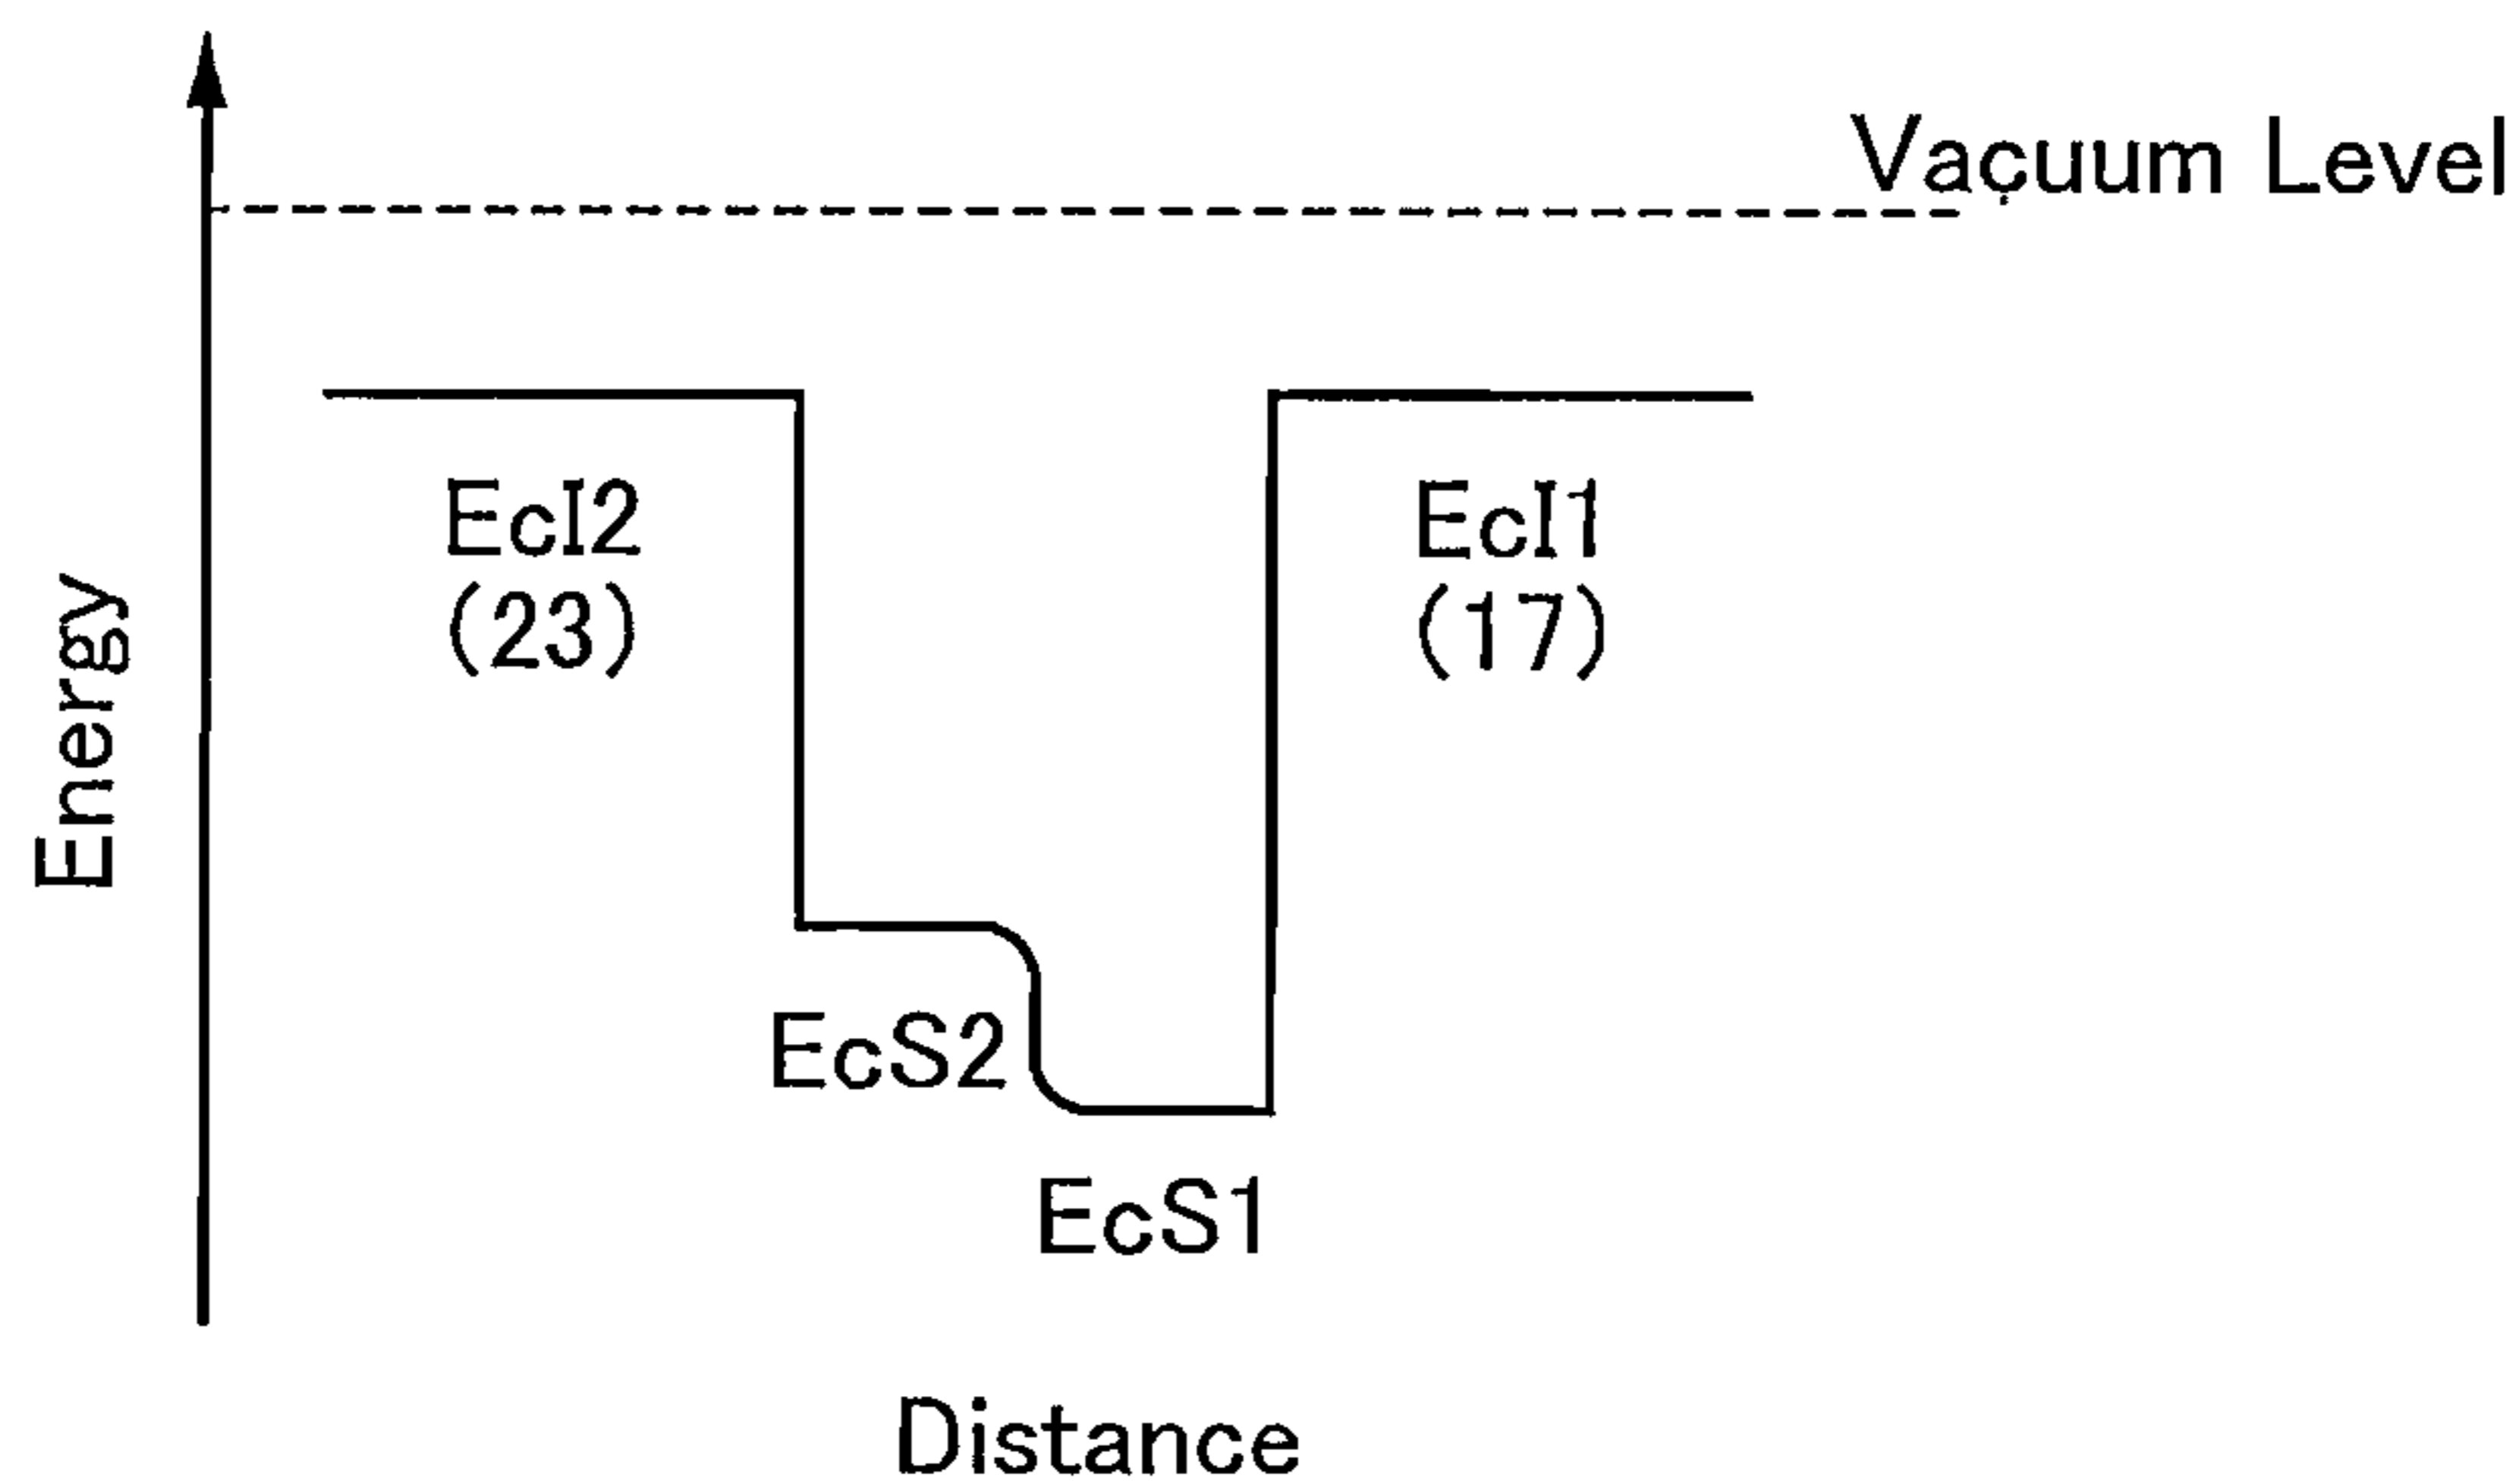 Vacuum Level
EcI2
(23)
EcI1
(17)
Energy
EcS2
EcS1
Distance